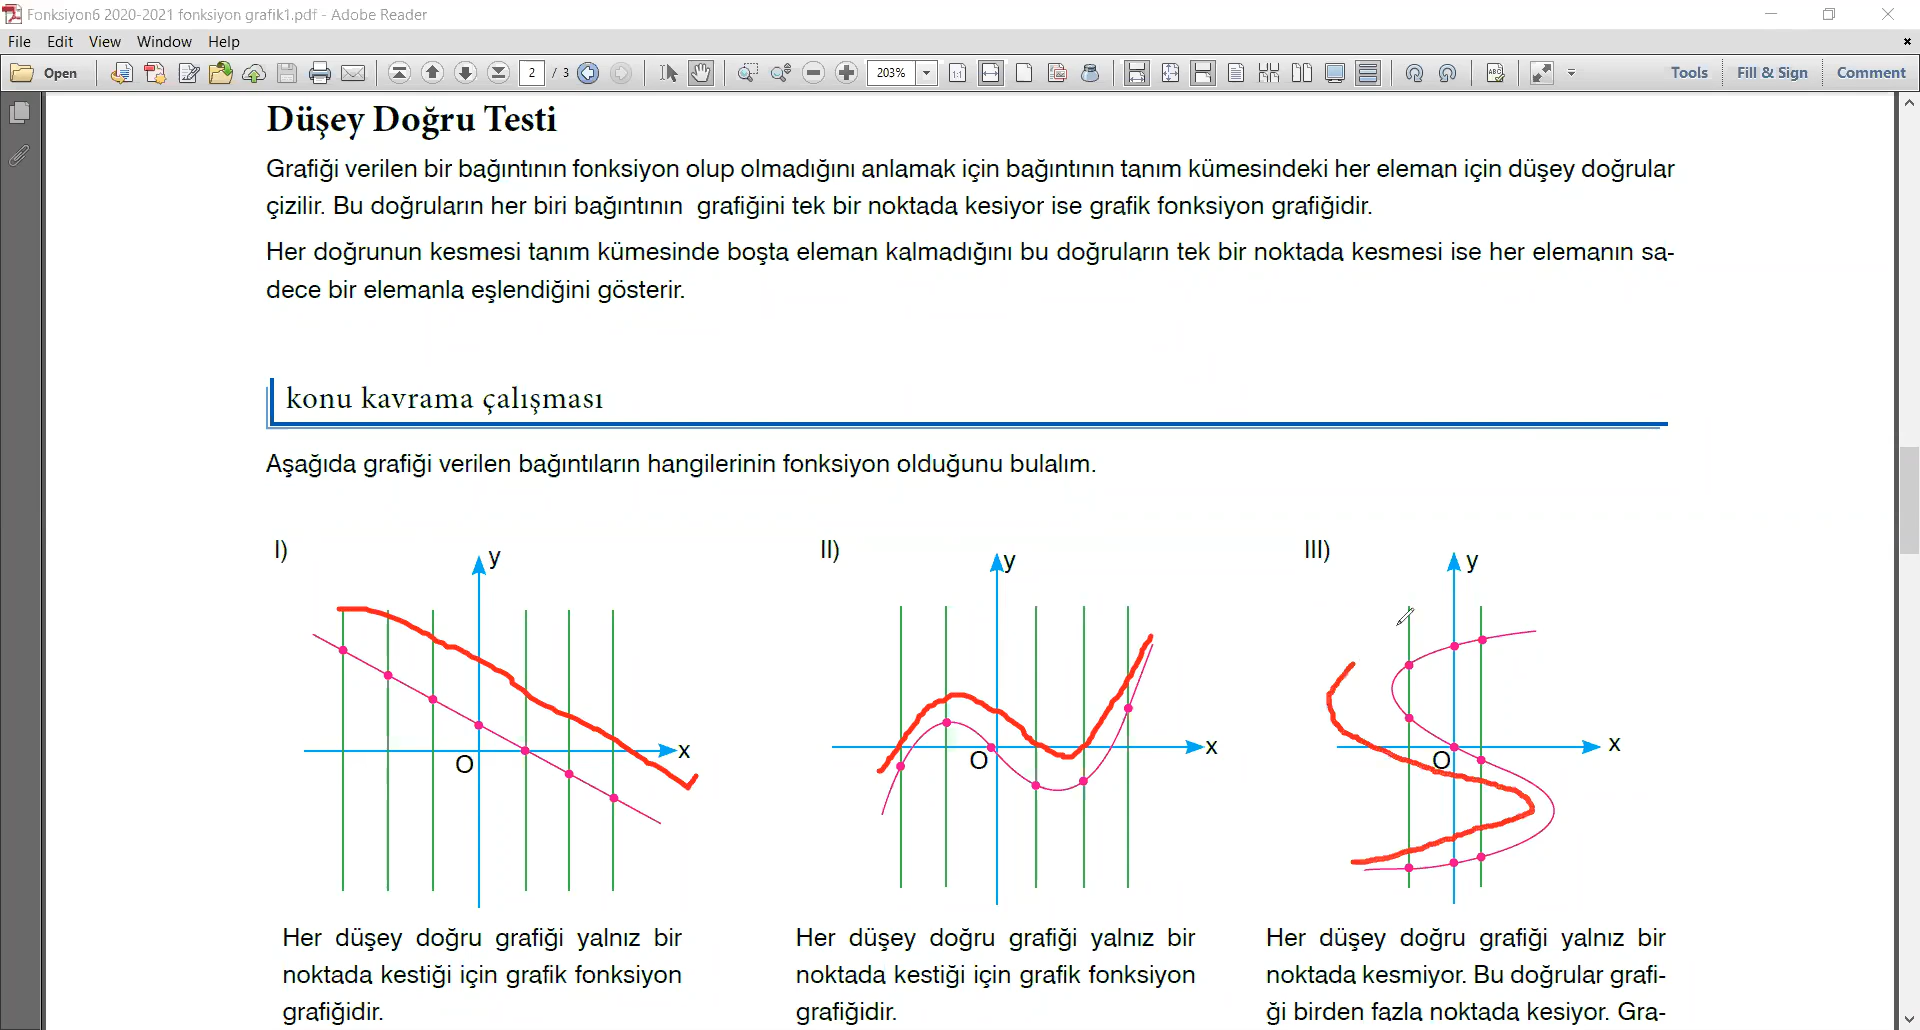 Fonksiyon6 2020-2021 fonksiyon grafik1.pdf - Adobe Reader
File Edit View Window Help
Open 2 / 3 203% Tools Fill & Sign Comment
Düşey Doğru Testi
Grafiği verilen bir bağıntının fonksiyon olup olmadığını anlamak için bağıntının tanım kümesindeki her eleman için düşey doğrular
çizilir. Bu doğruların her biri bağıntının grafiğini tek bir noktada kesiyor ise grafik fonksiyon grafiğidir.
Her doğrunun kesmesi tanım kümesinde boşta eleman kalmadığını bu doğruların tek bir noktada kesmesi ise her elemanın sa-
dece bir elemanla eşlendiğini gösterir.
konu kavrama çalışması
Aşağıda grafiği verilen bağıntıların hangilerinin fonksiyon olduğunu bulalım.
I)
y
x
O
Her düşey doğru grafiği yalnız bir
noktada kestiği için grafik fonksiyon
grafiğidir.
II)
y
x
O
Her düşey doğru grafiği yalnız bir
noktada kestiği için grafik fonksiyon
grafiğidir.
III)
y
x
O
Her düşey doğru grafiği yalnız bir
noktada kesmiyor. Bu doğrular grafi-
ği birden fazla noktada kesiyor. Gra-